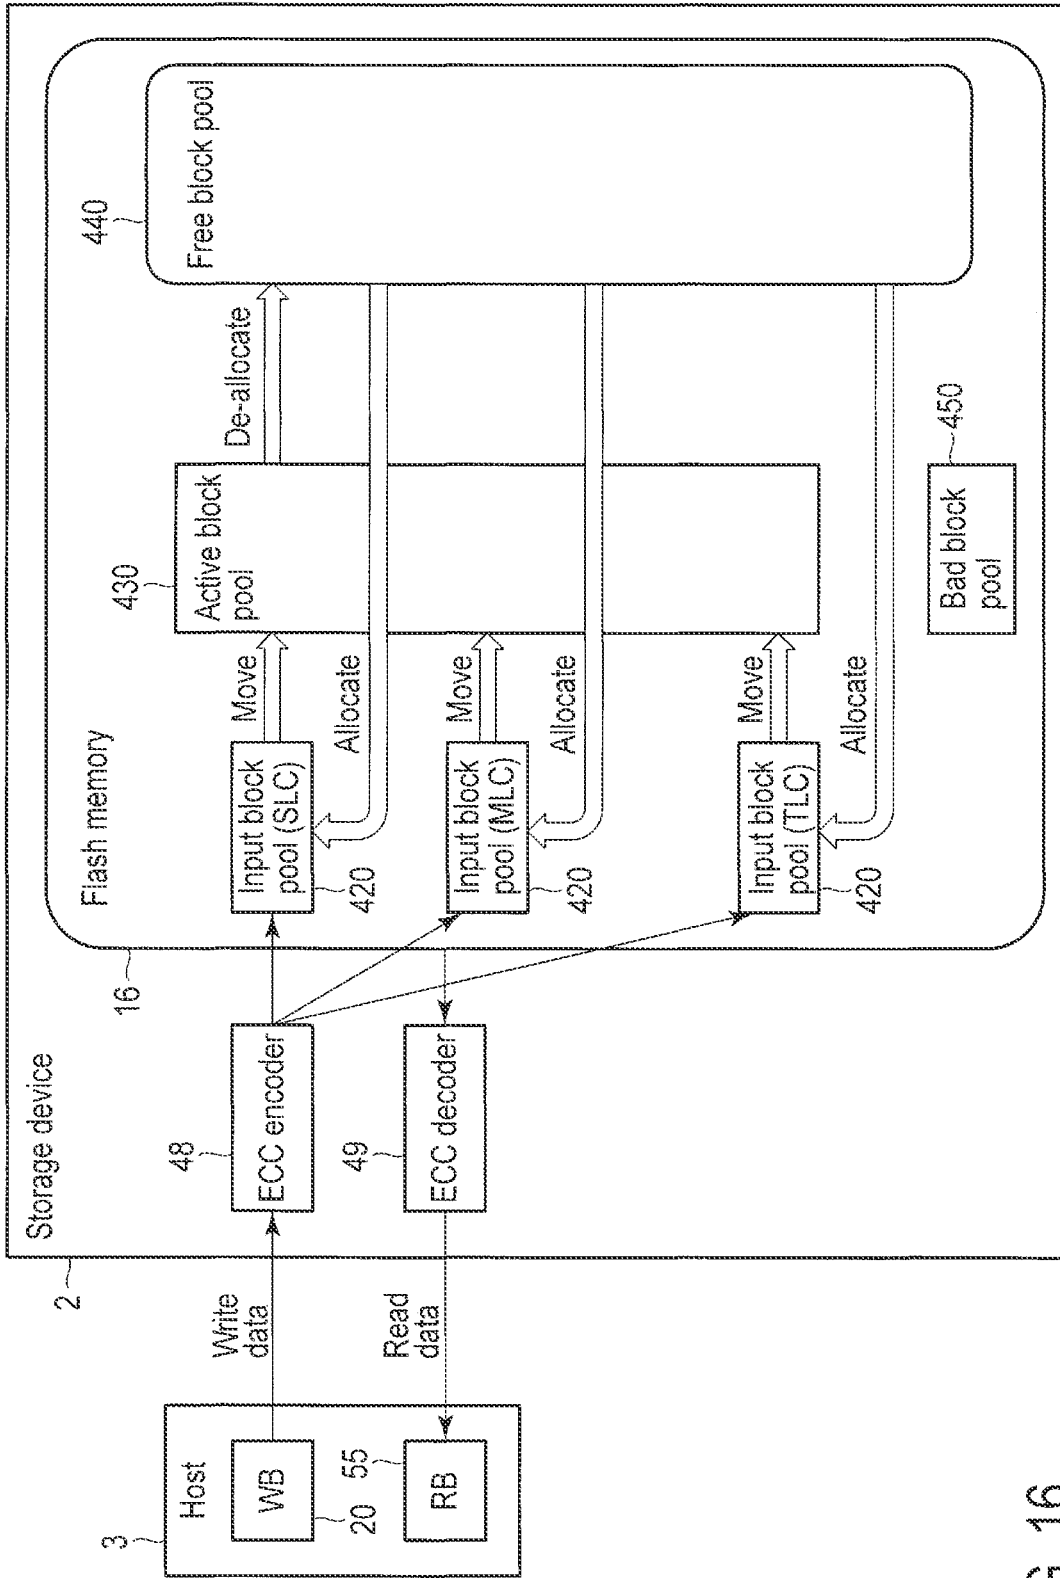 3
Host
WB
20
RB
55
Write
data
Read
data
2
Storage device
48
ECC encoder
49
ECC decoder
16
Flash memory
Input block
pool (SLC)
420
Input block
pool (MLC)
420
Input block
pool (TLC)
420
Move
Allocate
Move
Allocate
Move
Allocate
430
Active block
pool
De-allocate
440
Free block pool
Bad block
pool
450
16